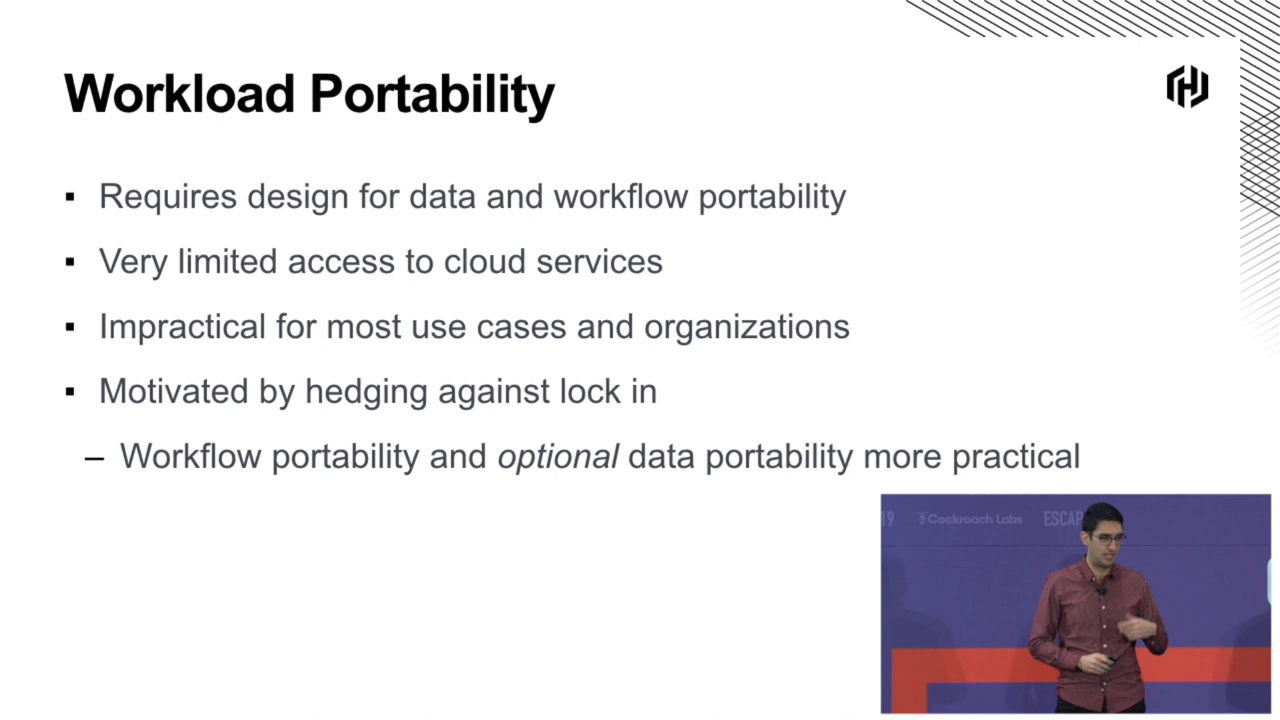 Workload Portability
▪ Requires design for data and workflow portability
▪ Very limited access to cloud services
▪ Impractical for most use cases and organizations
▪ Motivated by hedging against lock in
– Workflow portability and optional data portability more practical
19 Cockroach Labs ESCAP